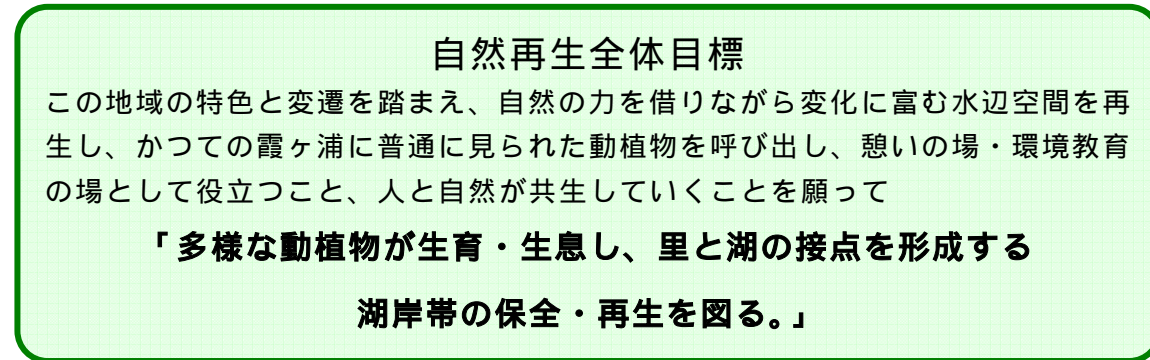 自然再生全体目標
この地域の特色と変遷を踏まえ、自然の力を借りながら変化に富む水辺空間を再
生し、かつての霞ヶ浦に普通に見られた動植物を呼び出し、憩いの場・環境教育
の場として役立つこと、人と自然が共生していくことを願って
「多様な動植物が生育・生息し、里と湖の接点を形成する
湖岸帯の保全・再生を図る。」